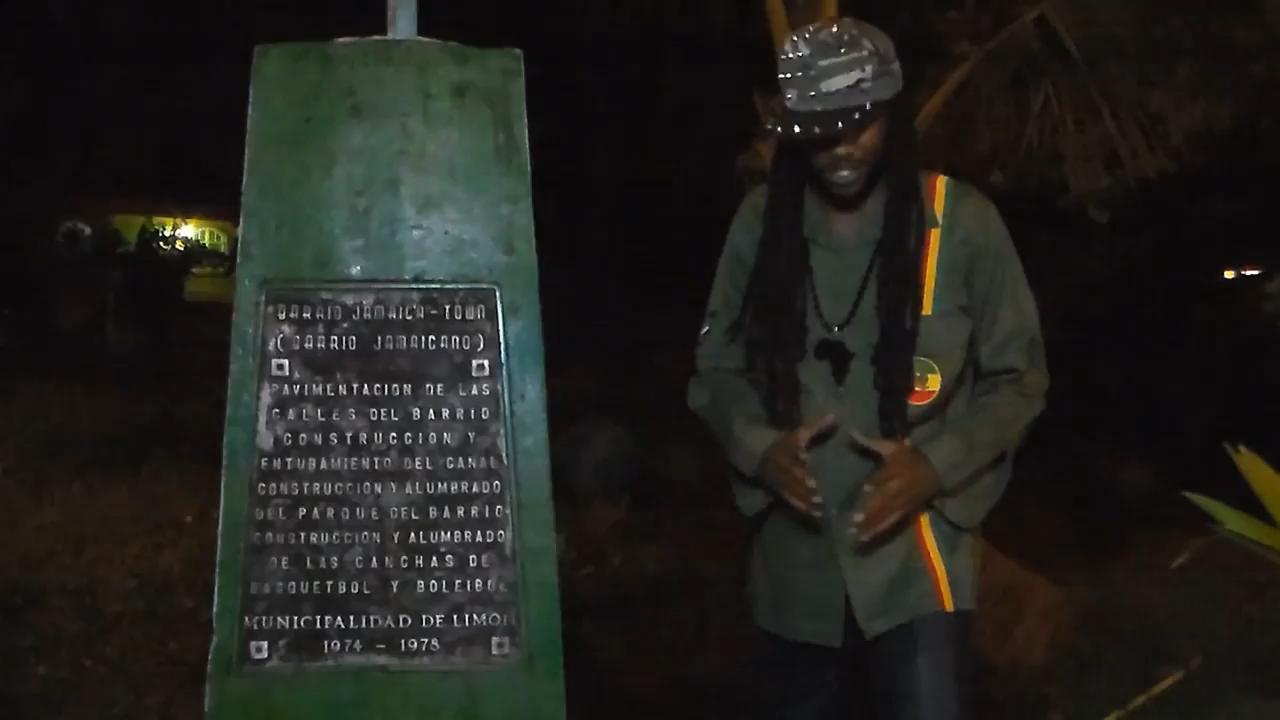 BARRIO JAMAICA-TOWN
(BARRIO JAMAICANO)
PAVIMENTACION DE LAS
CALLES DEL BARRIO
CONSTRUCCION Y
ENTUBAMIENTO DEL CANAL
CONSTRUCCION Y ALUMBRADO
DEL PARQUE DEL BARRIO
CONSTRUCCION Y ALUMBRADO
DE LAS CANCHAS DE
BASQUETBOL Y BOLEIBOL
MUNICIPALIDAD DE LIMON
1974 - 1978